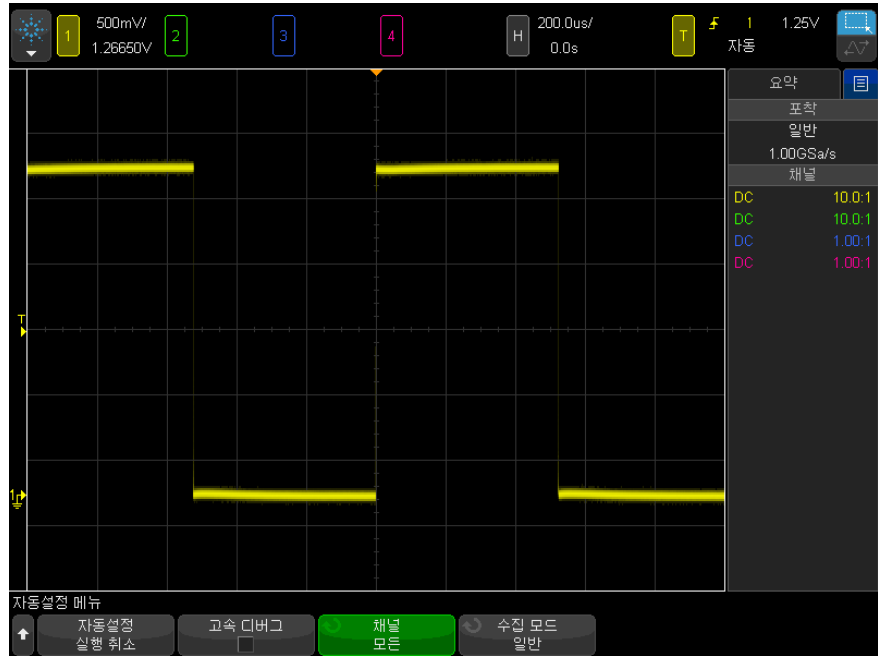 1 500mV/ 2 3 4 H 200.0us/ T 1 1.25V
1.26650V 0.0s 자동
요약
포착
일반
1.00GSa/s
채널
DC 10.0:1
DC 10.0:1
DC 1.00:1
DC 1.00:1
T
1
자동설정 메뉴
자동설정 고속 디버그 채널 수집 모드
실행 취소 모든 일반